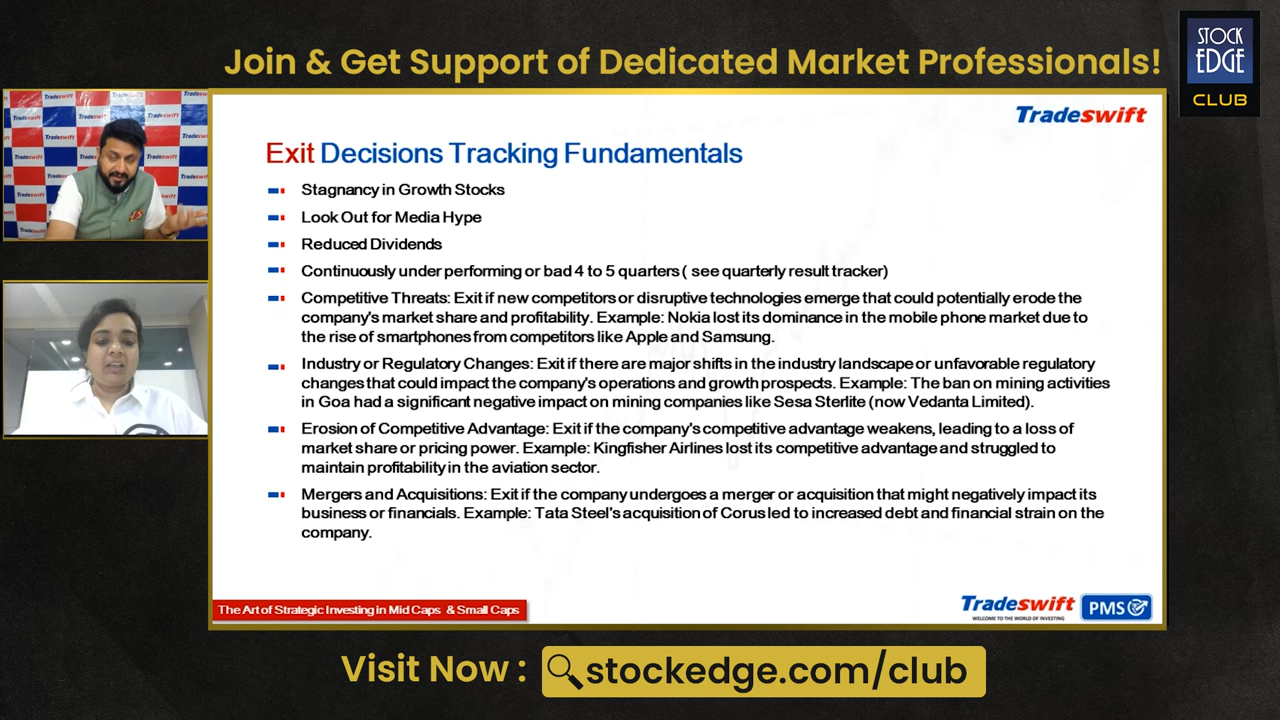 Join & Get Support of Dedicated Market Professionals!
STOCK
EDGE
CLUB
Tradeswift
Exit Decisions Tracking Fundamentals
Stagnancy in Growth Stocks
Look Out for Media Hype
Reduced Dividends
Continuously under performing or bad 4 to 5 quarters ( see quarterly result tracker)
Competitive Threats: Exit if new competitors or disruptive technologies emerge that could potentially erode the
company's market share and profitability. Example: Nokia lost its dominance in the mobile phone market due to
the rise of smartphones from competitors like Apple and Samsung.
Industry or Regulatory Changes: Exit if there are major shifts in the industry landscape or unfavorable regulatory
changes that could impact the company's operations and growth prospects. Example: The ban on mining activities
in Goa had a significant negative impact on mining companies like Sesa Sterlite (now Vedanta Limited).
Erosion of Competitive Advantage: Exit if the company's competitive advantage weakens, leading to a loss of
market share or pricing power. Example: Kingfisher Airlines lost its competitive advantage and struggled to
maintain profitability in the aviation sector.
Mergers and Acquisitions: Exit if the company undergoes a merger or acquisition that might negatively impact its
business or financials. Example: Tata Steel's acquisition of Corus led to increased debt and financial strain on the
company.
The Art of Strategic Investing in Mid Caps & Small Caps
Tradeswift
WELCOME TO THE WORLD OF INVESTING
PMS
Visit Now : stockedge.com/club